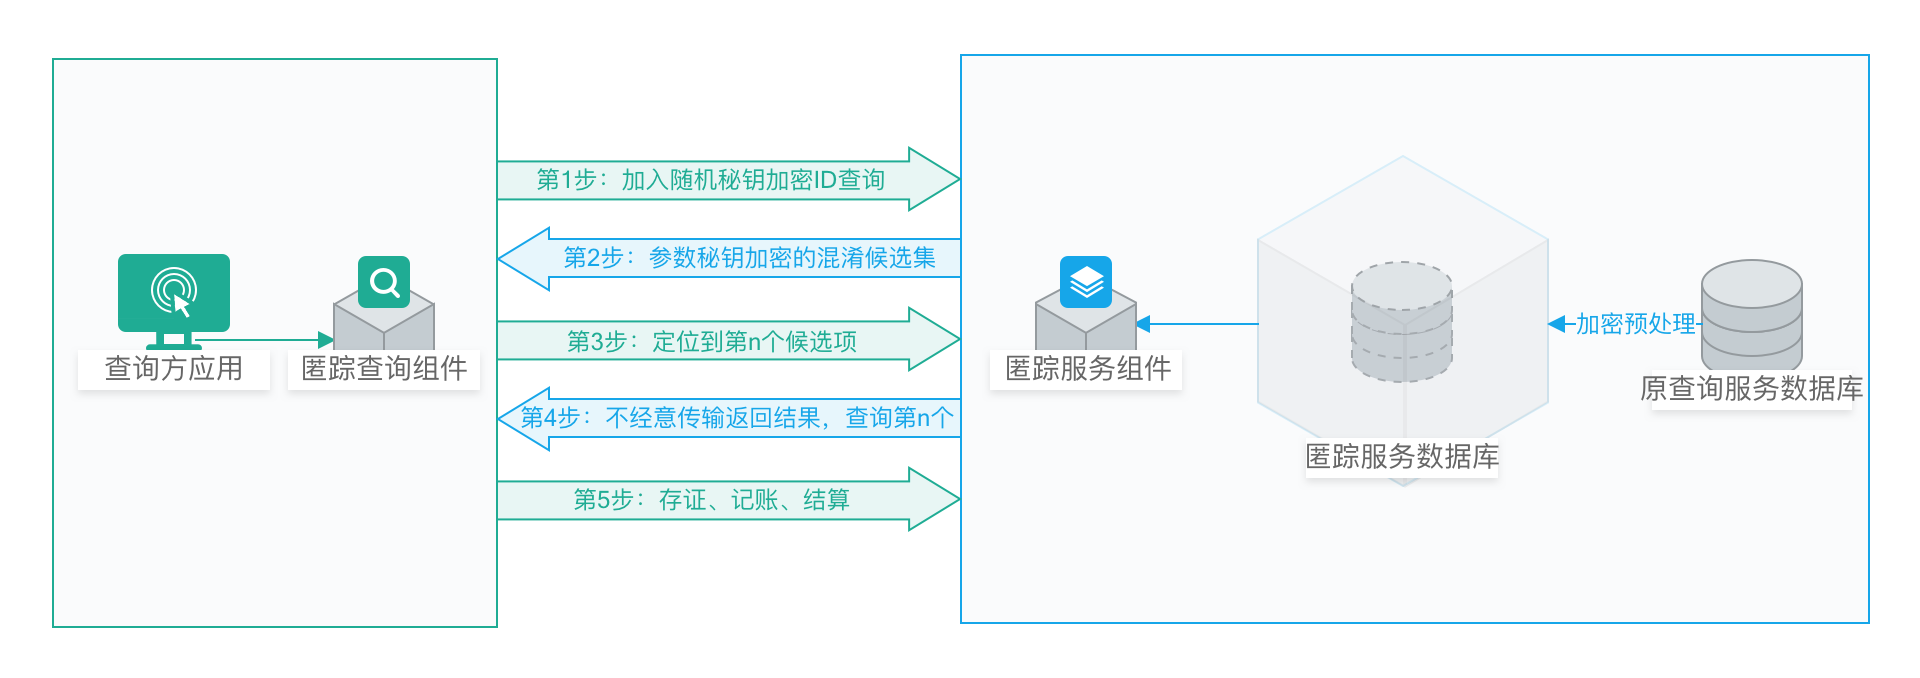 第1步：加入随机秘钥加密ID查询
第2步：参数秘钥加密的混淆候选集
第3步：定位到第n个候选项
第4步：不经意传输返回结果，查询第n个
第5步：存证、记账、结算
查询方应用
匿踪查询组件
匿踪服务组件
匿踪服务数据库
加密预处理
原查询服务数据库